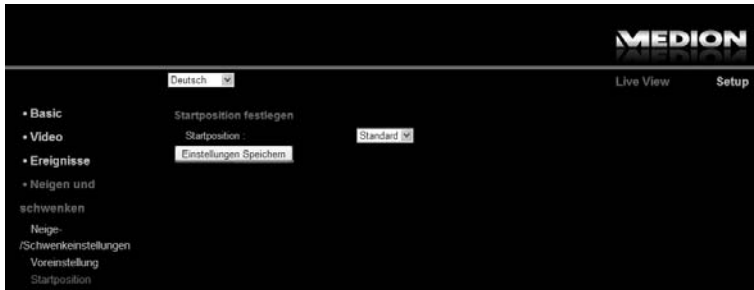 MEDION
Deutsch
Live View Setup
• Basic
Startposition festlegen
• Video
Startposition :
Standard
• Ereignisse
Einstellungen Speichern
• Neigen und
schwenken
Neige-
/Schwenkeinstellungen
Voreinstellung
Startposition